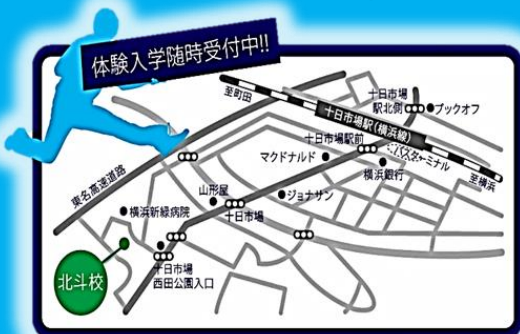 体験入学随時受付中!!
至町田
十日市場駅(横浜線)
十日市場
駅北側
ブックオフ
十日市場駅前
バスターミナル
マクドナルド
横浜銀行
至横浜
東名高速道路
山形屋
ジョナサン
横浜新緑病院
十日市場
北斗校
十日市場
西田公園入口